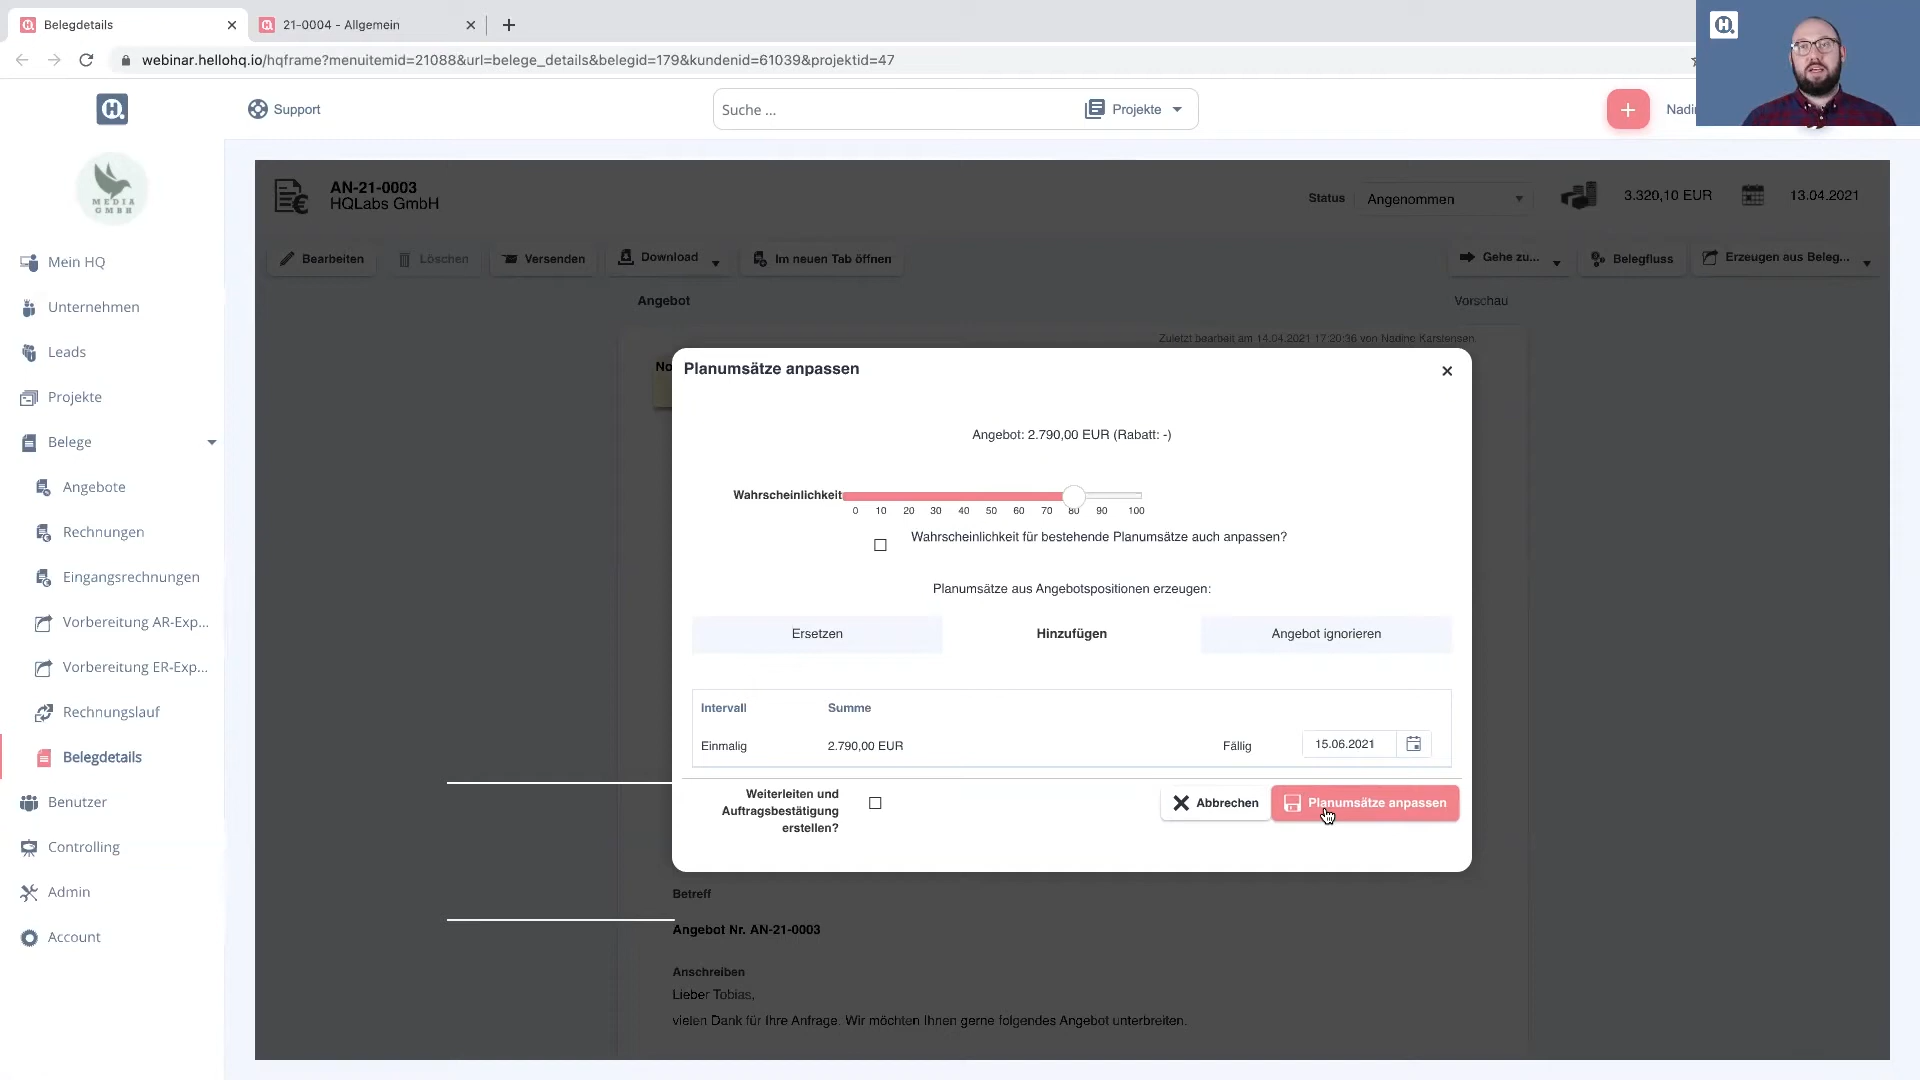 Belegdetails
21-0004 - Allgemein
webinar.hellohq.io/hqframe?menuitemid=21088&url=belege_details&belegid=179&kundenid=61039&projektid=47
Support
Suche ...
Projekte
MEDIA
GMBH
Mein HQ
Unternehmen
Leads
Projekte
Belege
Angebote
Rechnungen
Eingangsrechnungen
Vorbereitung AR-Exp...
Vorbereitung ER-Exp...
Rechnungslauf
Belegdetails
Benutzer
Controlling
Admin
Account
AN-21-0003
HQLabs GmbH
Status
Angenommen
3.320,10 EUR
13.04.2021
Bearbeiten
Löschen
Versenden
Download
Im neuen Tab öffnen
Gehe zu...
Belegfluss
Erzeugen aus Beleg...
Angebot
Vorschau
Zuletzt bearbeit am 14.04.2021 17:20:36 von Nadine Karstensen
Planumsätze anpassen
Angebot: 2.790,00 EUR (Rabatt: -)
Wahrscheinlichkeit
0 10 20 30 40 50 60 70 80 90 100
Wahrscheinlichkeit für bestehende Planumsätze auch anpassen?
Planumsätze aus Angebotspositionen erzeugen:
Ersetzen
Hinzufügen
Angebot ignorieren
Intervall
Summe
Einmalig
2.790,00 EUR
Fällig
15.06.2021
Weiterleiten und
Auftragsbestätigung
erstellen?
Abbrechen
Planumsätze anpassen
Betreff
Angebot Nr. AN-21-0003
Anschreiben
Lieber Tobias,
vielen Dank für Ihre Anfrage. Wir möchten Ihnen gerne folgendes Angebot unterbreiten.